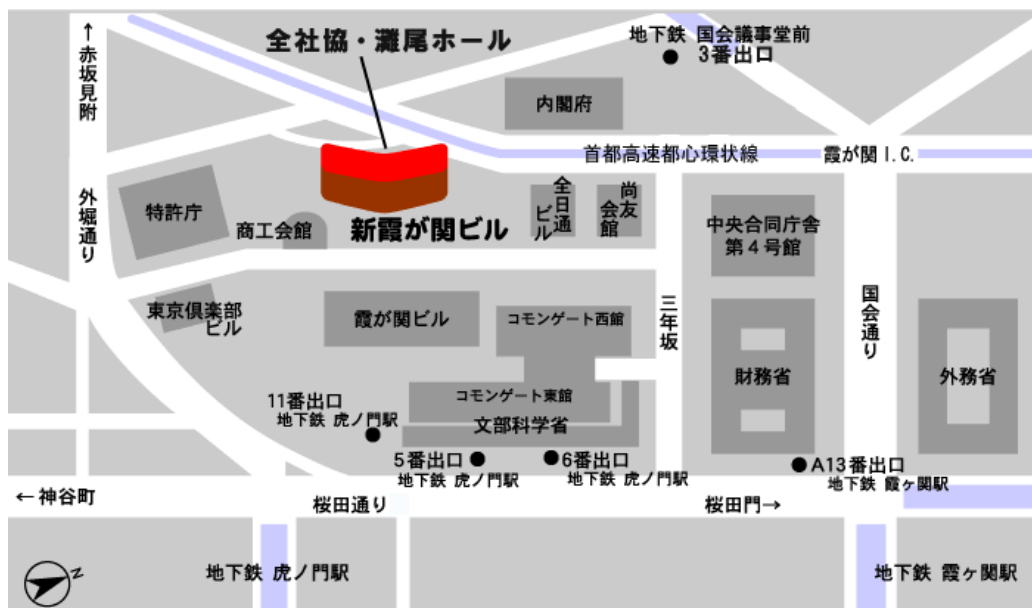 ↑赤坂見附
全社協・灘尾ホール
地下鉄 国会議事堂前
3番出口
内閣府
首都高速都心環状線
霞が関 I.C.
外堀通り
特許庁
商工会館
新霞が関ビル
全日通
ビル
尚友
会館
中央合同庁舎
第4号館
東京倶楽部
ビル
霞が関ビル
コモンゲート西館
三年坂
国会通り
財務省
外務省
コモンゲート東館
文部科学省
11番出口
地下鉄 虎ノ門駅
5番出口
地下鉄 虎ノ門駅
6番出口
地下鉄 虎ノ門駅
A13番出口
地下鉄 霞ヶ関駅
←神谷町
桜田通り
桜田門→
地下鉄 虎ノ門駅
地下鉄 霞ヶ関駅
N